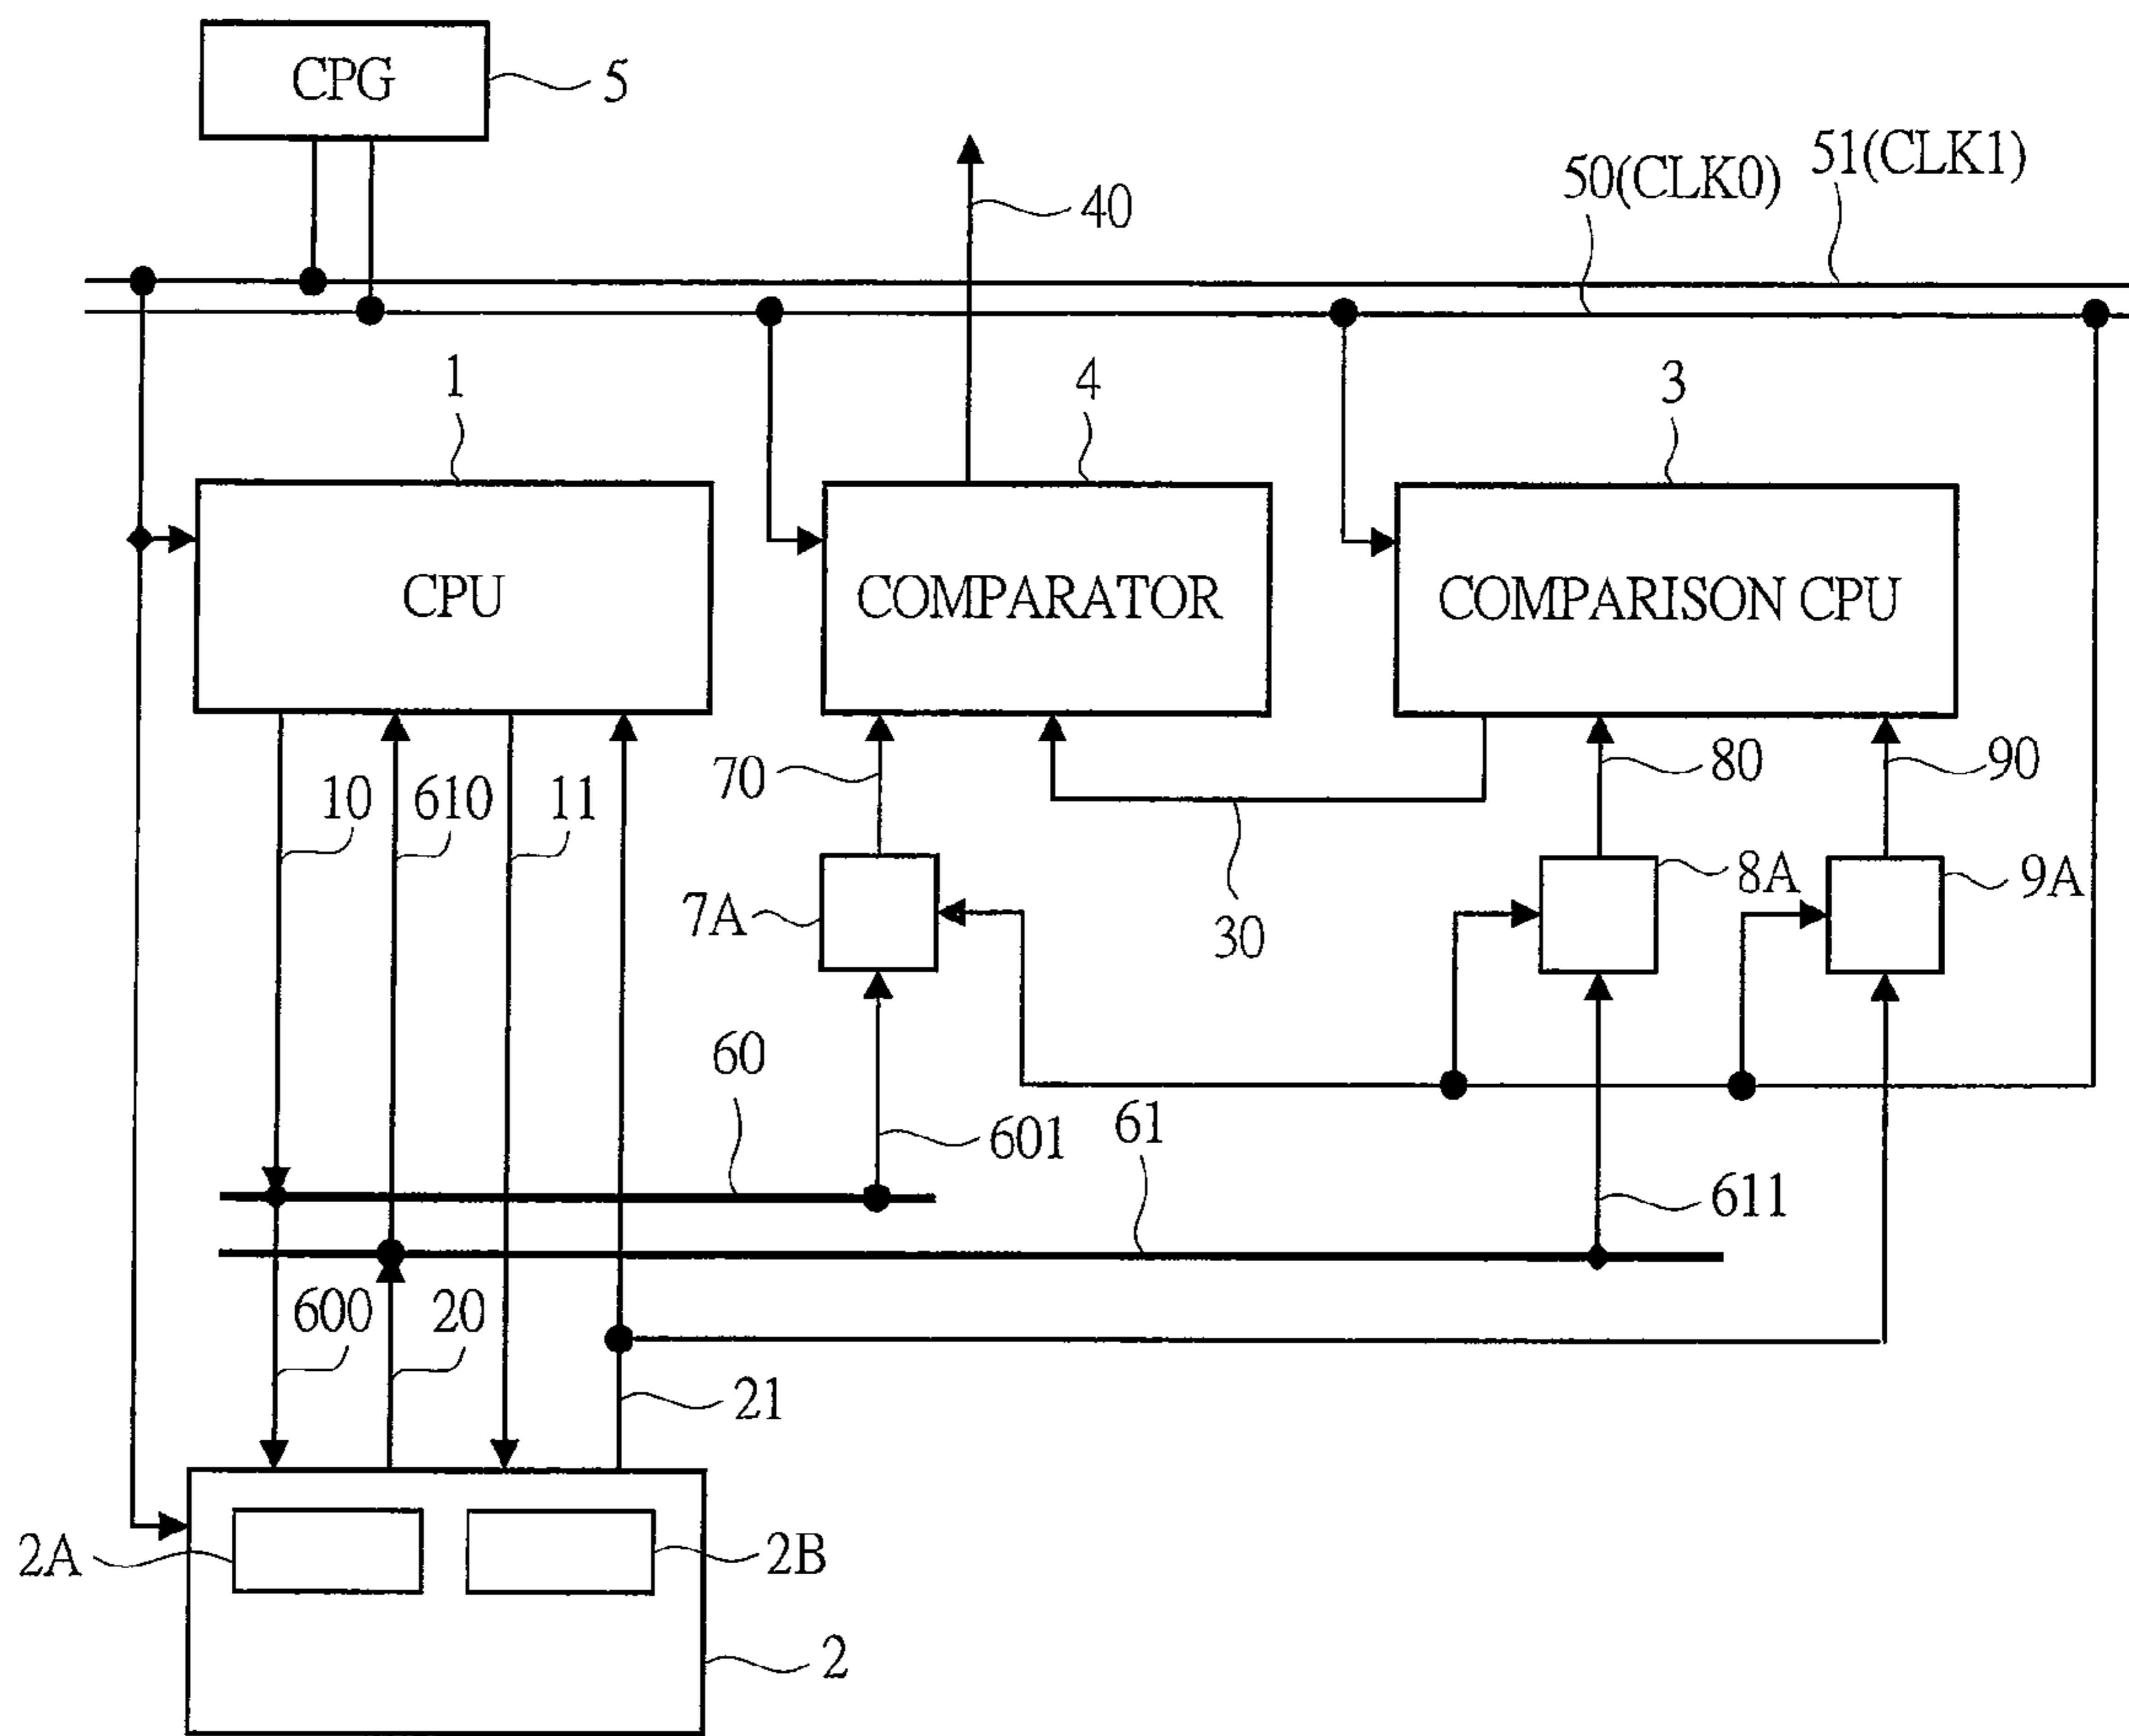 CPG
5
51(CLK1)
50(CLK0)
40
1
4
3
CPU
COMPARATOR
COMPARISON CPU
70
80
90
10
610
11
7A
8A
9A
30
60
601
61
611
600
20
21
2A
2B
2